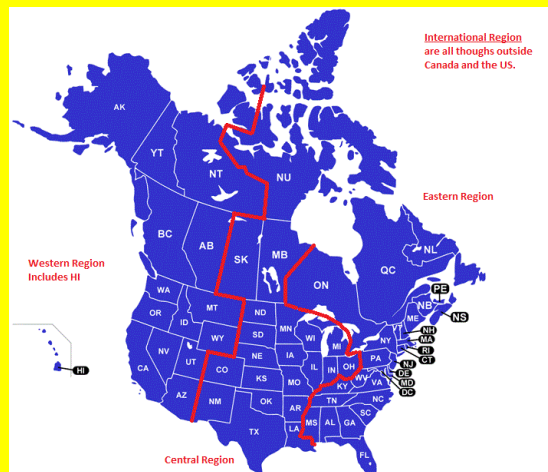 International Region
are all thoughs outside
Canada and the US.
AK
YT
NT
NU
Eastern Region
BC
AB
SK
MB
ON
QC
NL
PE
NB
NS
Western Region
Includes HI
WA
OR
ID
MT
ND
MN
WI
MI
NY
ME
NH
MA
RI
CT
WY
SD
NE
IA
IL
IN
OH
PA
NJ
DE
MD
DC
NV
UT
CO
KS
MO
KY
WV
VA
CA
AZ
NM
OK
AR
TN
NC
SC
HI
TX
LA
MS
AL
GA
FL
Central Region